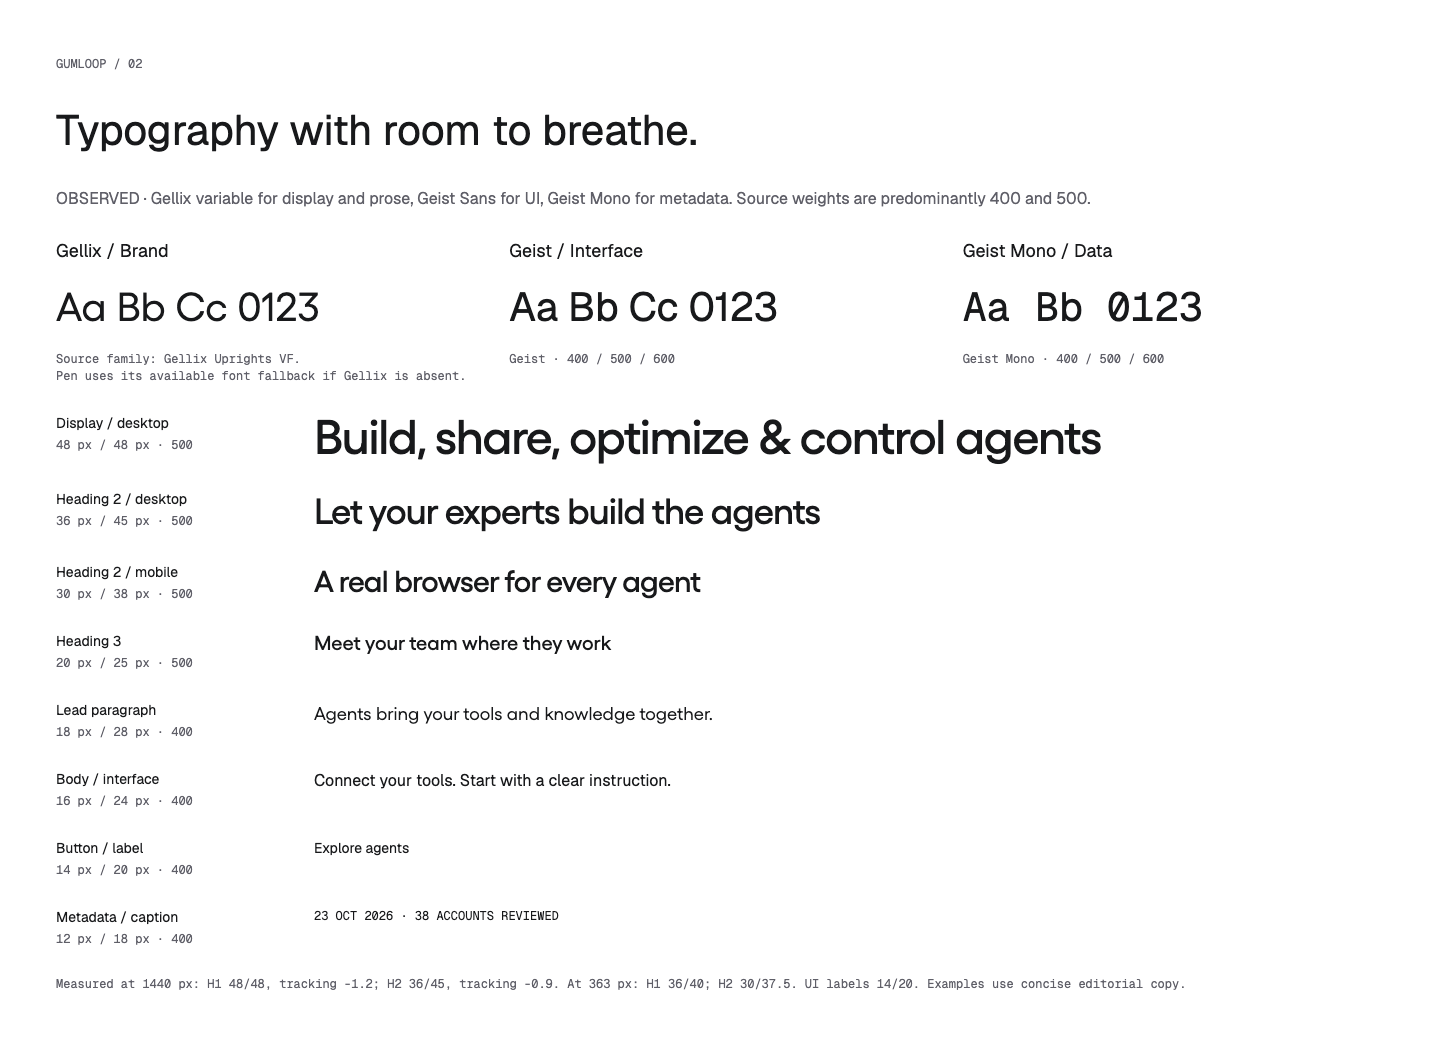 GUMLOOP / 02
Typography with room to breathe.
OBSERVED · Gellix variable for display and prose, Geist Sans for UI, Geist Mono for metadata. Source weights are predominantly 400 and 500.
Gellix / Brand
Aa Bb Cc 0123
Source family: Gellix Uprights VF.
Pen uses its available font fallback if Gellix is absent.
Geist / Interface
Aa Bb Cc 0123
Geist · 400 / 500 / 600
Geist Mono / Data
Aa Bb 0123
Geist Mono · 400 / 500 / 600
Display / desktop
48 px / 48 px · 500
Build, share, optimize & control agents
Heading 2 / desktop
36 px / 45 px · 500
Let your experts build the agents
Heading 2 / mobile
30 px / 38 px · 500
A real browser for every agent
Heading 3
20 px / 25 px · 500
Meet your team where they work
Lead paragraph
18 px / 28 px · 400
Agents bring your tools and knowledge together.
Body / interface
16 px / 24 px · 400
Connect your tools. Start with a clear instruction.
Button / label
14 px / 20 px · 400
Explore agents
Metadata / caption
12 px / 18 px · 400
23 OCT 2026 · 38 ACCOUNTS REVIEWED
Measured at 1440 px: H1 48/48, tracking -1.2; H2 36/45, tracking -0.9. At 363 px: H1 36/40; H2 30/37.5. UI labels 14/20. Examples use concise editorial copy.